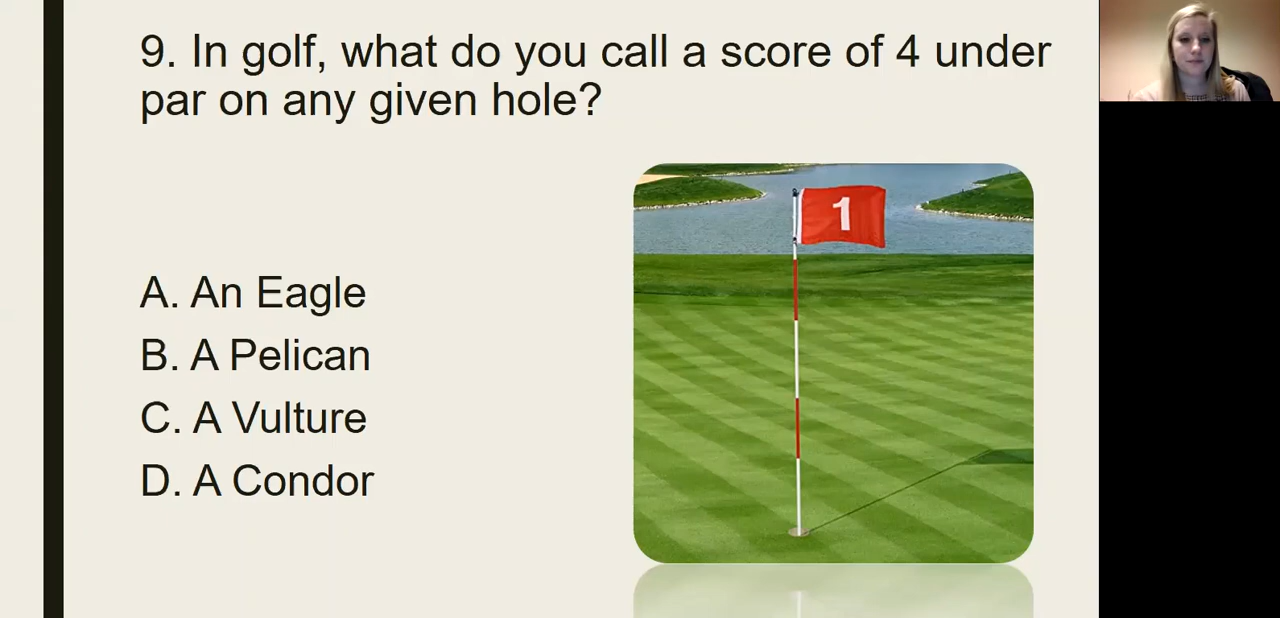 9. In golf, what do you call a score of 4 under
par on any given hole?
A. An Eagle
B. A Pelican
C. A Vulture
D. A Condor
1